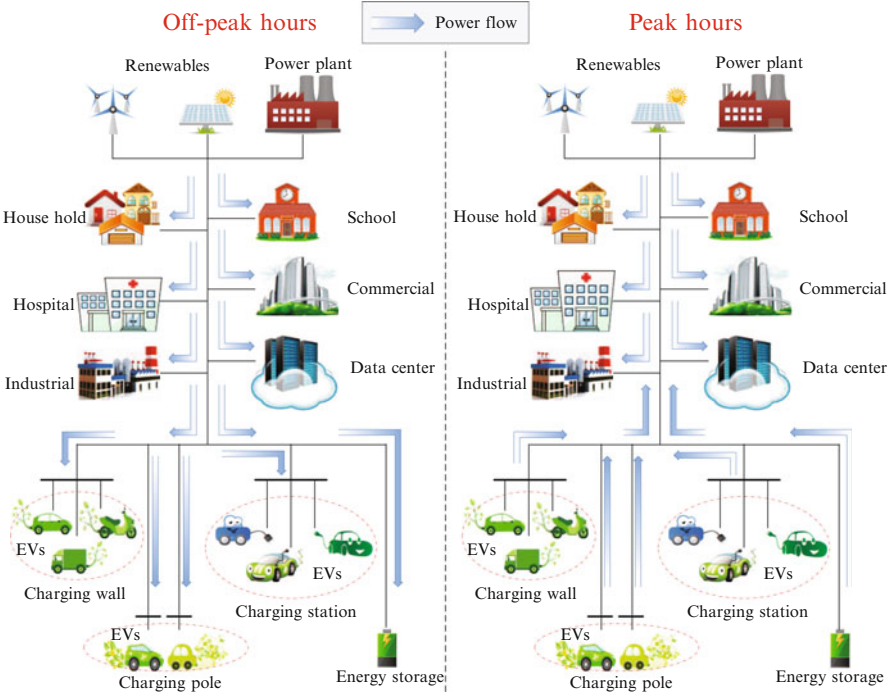 Off-peak hours
Power flow
Peak hours
Renewables
Power plant
House hold
School
Hospital
Commercial
Industrial
Data center
EVs
Charging wall
EVs
Charging station
EVs
Charging pole
Energy storage
Renewables
Power plant
House hold
School
Hospital
Commercial
Industrial
Data center
EVs
Charging wall
EVs
Charging station
EVs
Charging pole
Energy storage